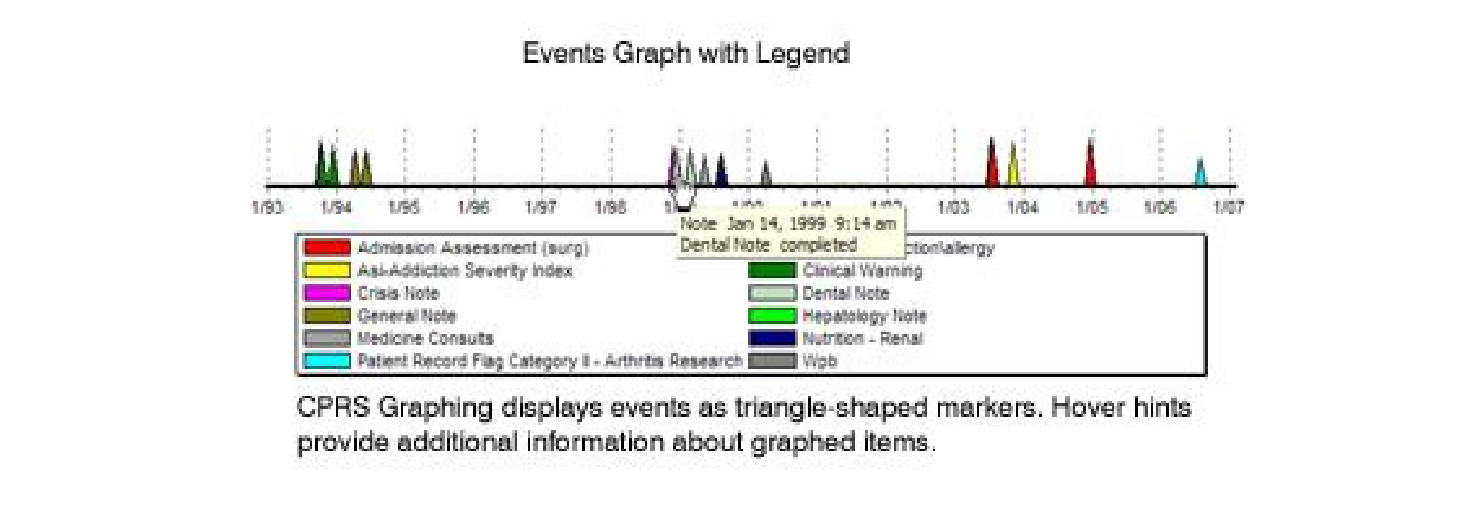 Events Graph with Legend
1/93 1/94 1/95 1/96 1/97 1/98 1/03 1/04 1/05 1/06 1/07
Note Jan 14, 1999 9:14 am
Dental Note completed
Admission Assessment (surg) ction\allergy
Asi-Addiction Severity Index Clinical Warning
Crisis Note Dental Note
General Note Hepatology Note
Medicine Consults Nutrition - Renal
Patient Record Flag Category II - Arthritis Research Wpb
CPRS Graphing displays events as triangle-shaped markers. Hover hints
provide additional information about graphed items.